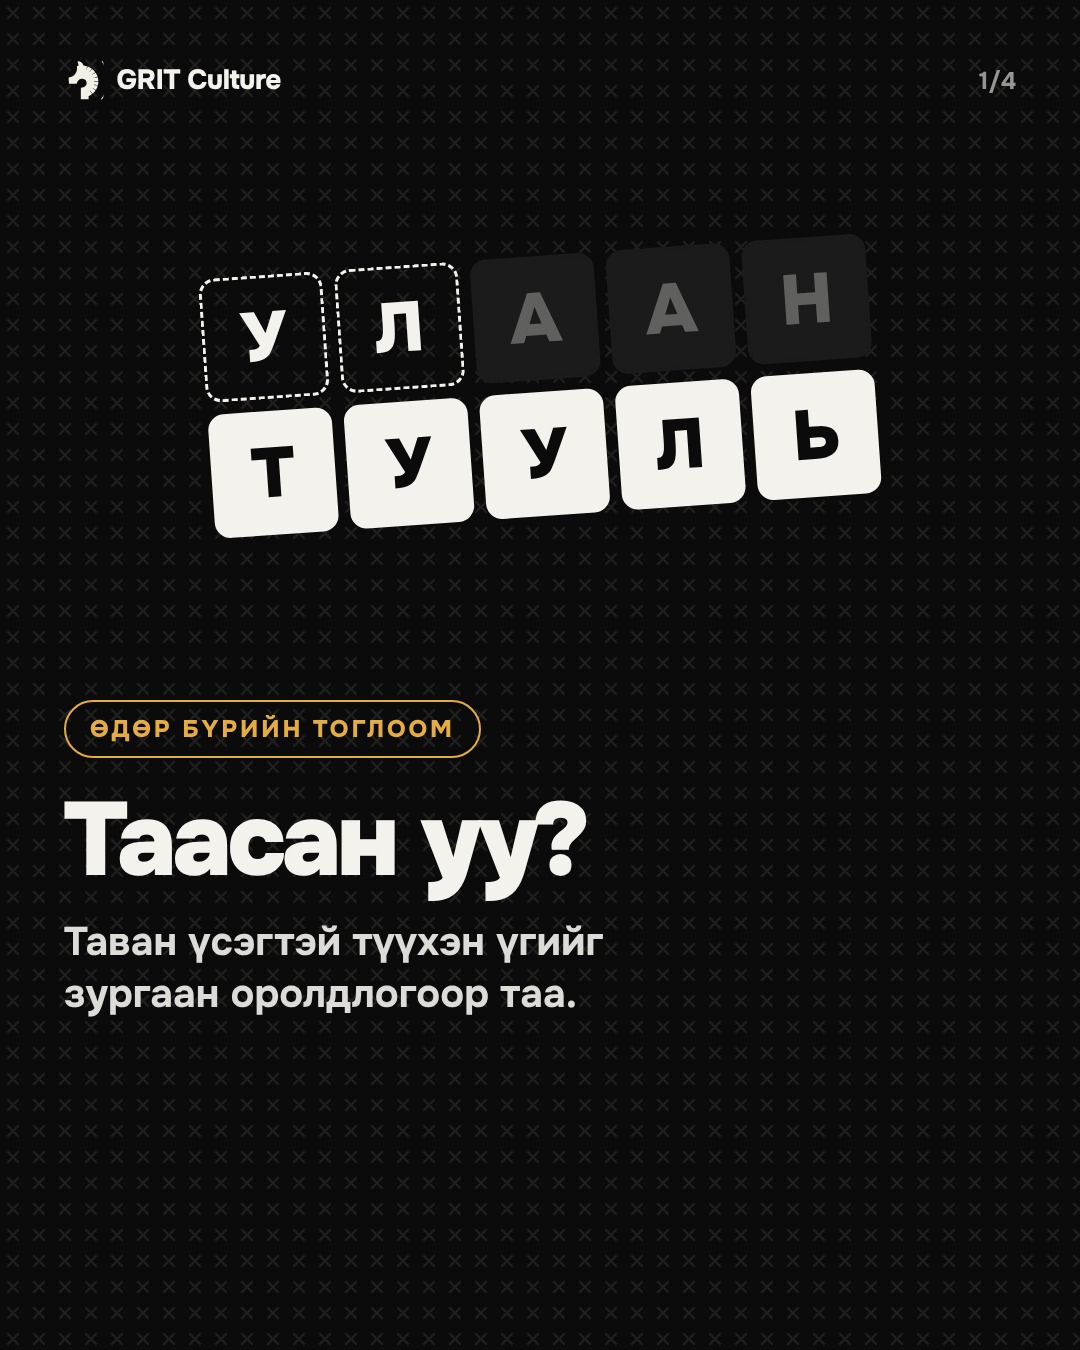 GRIT Culture
1/4
УЛААН
ТУУЛЬ
ӨДӨР БҮРИЙН ТОГЛООМ
Таасан уу?
Таван үсэгтэй түүхэн үгийг
зургаан оролдлогоор таа.